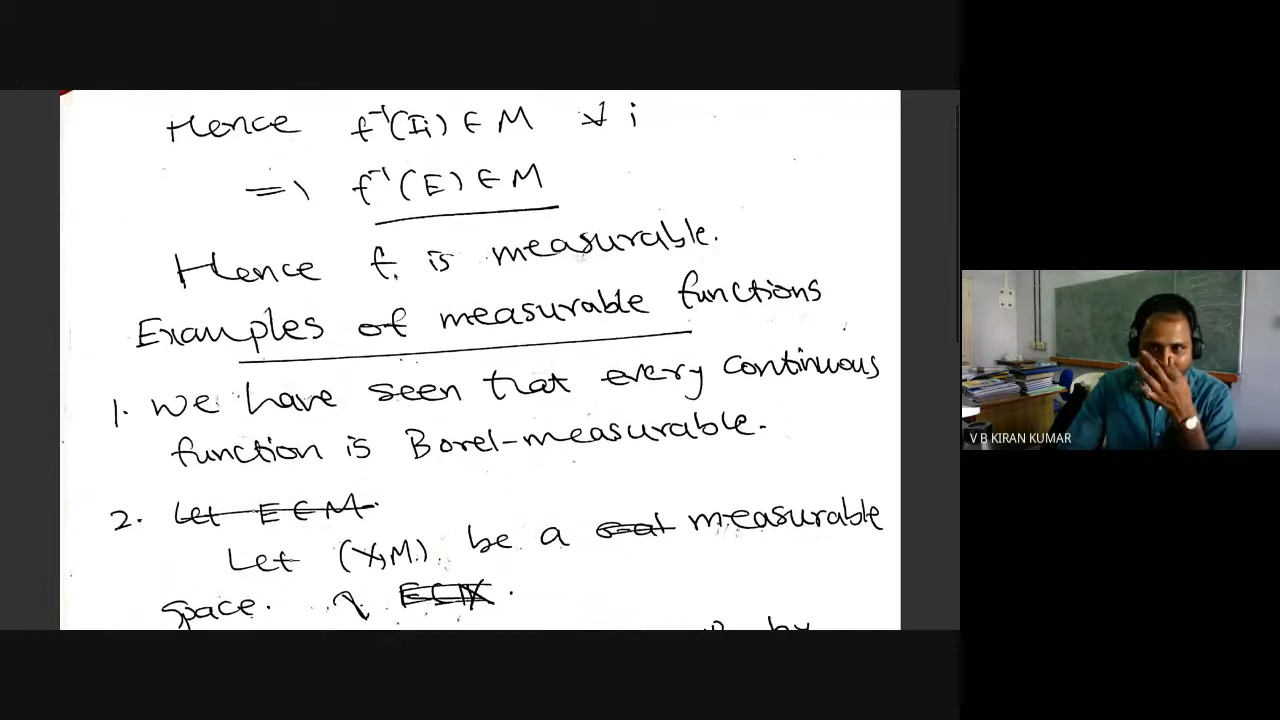 Hence f⁻¹(Ii) ∈ M ∀ i
⇒ f⁻¹(E) ∈ M
Hence f is measurable.
Examples of measurable functions
1. We have seen that every continuous
function is Borel-measurable.
2. Let E ∈ M.
Let (X,M) be a measurable
space.
by
V B KIRAN KUMAR